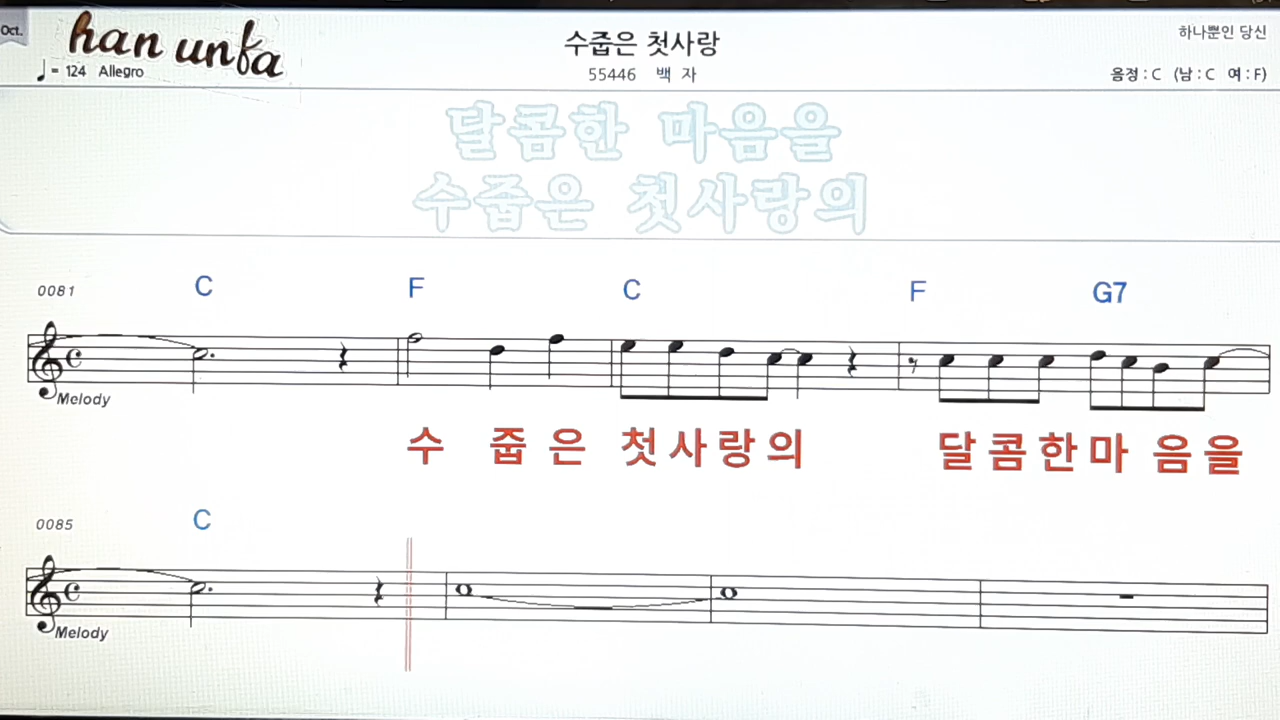 Oct.
han unfa
수줍은 첫사랑
하나뿐인 당신
♩ = 124 Allegro
55446 백 자
음정 : C (남 : C 여 : F)
달콤한 마음을
수줍은 첫사랑의
0081 C F C F G7
Melody
수 줍 은 첫 사 랑 의 달 콤 한 마 음 을
0085 C
Melody